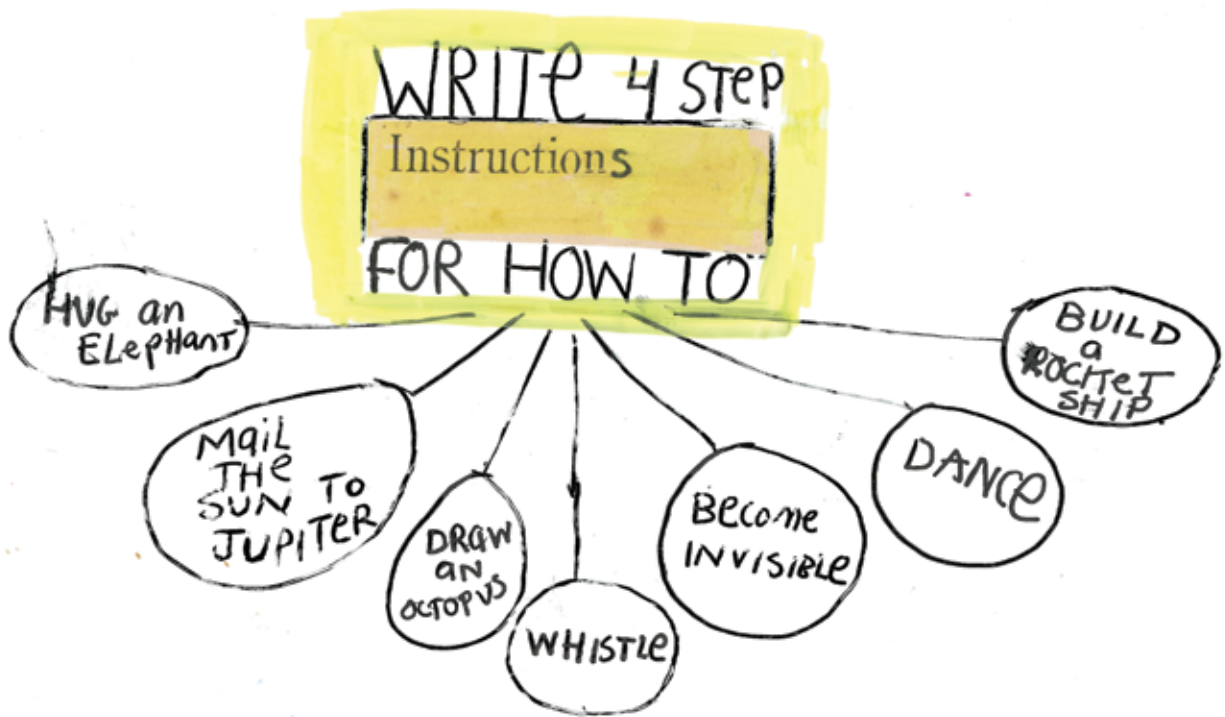 WRITe 4 STeP
Instructions
FOR HOW TO
HUG an
ELePHANT
MaiL
THe
SUN TO
JUPITER
DRaW
aN
OCTOPUS
WHISTLe
BeCome
INVISIBLe
DANCe
BUILD
a
ROCKeT
SHIP